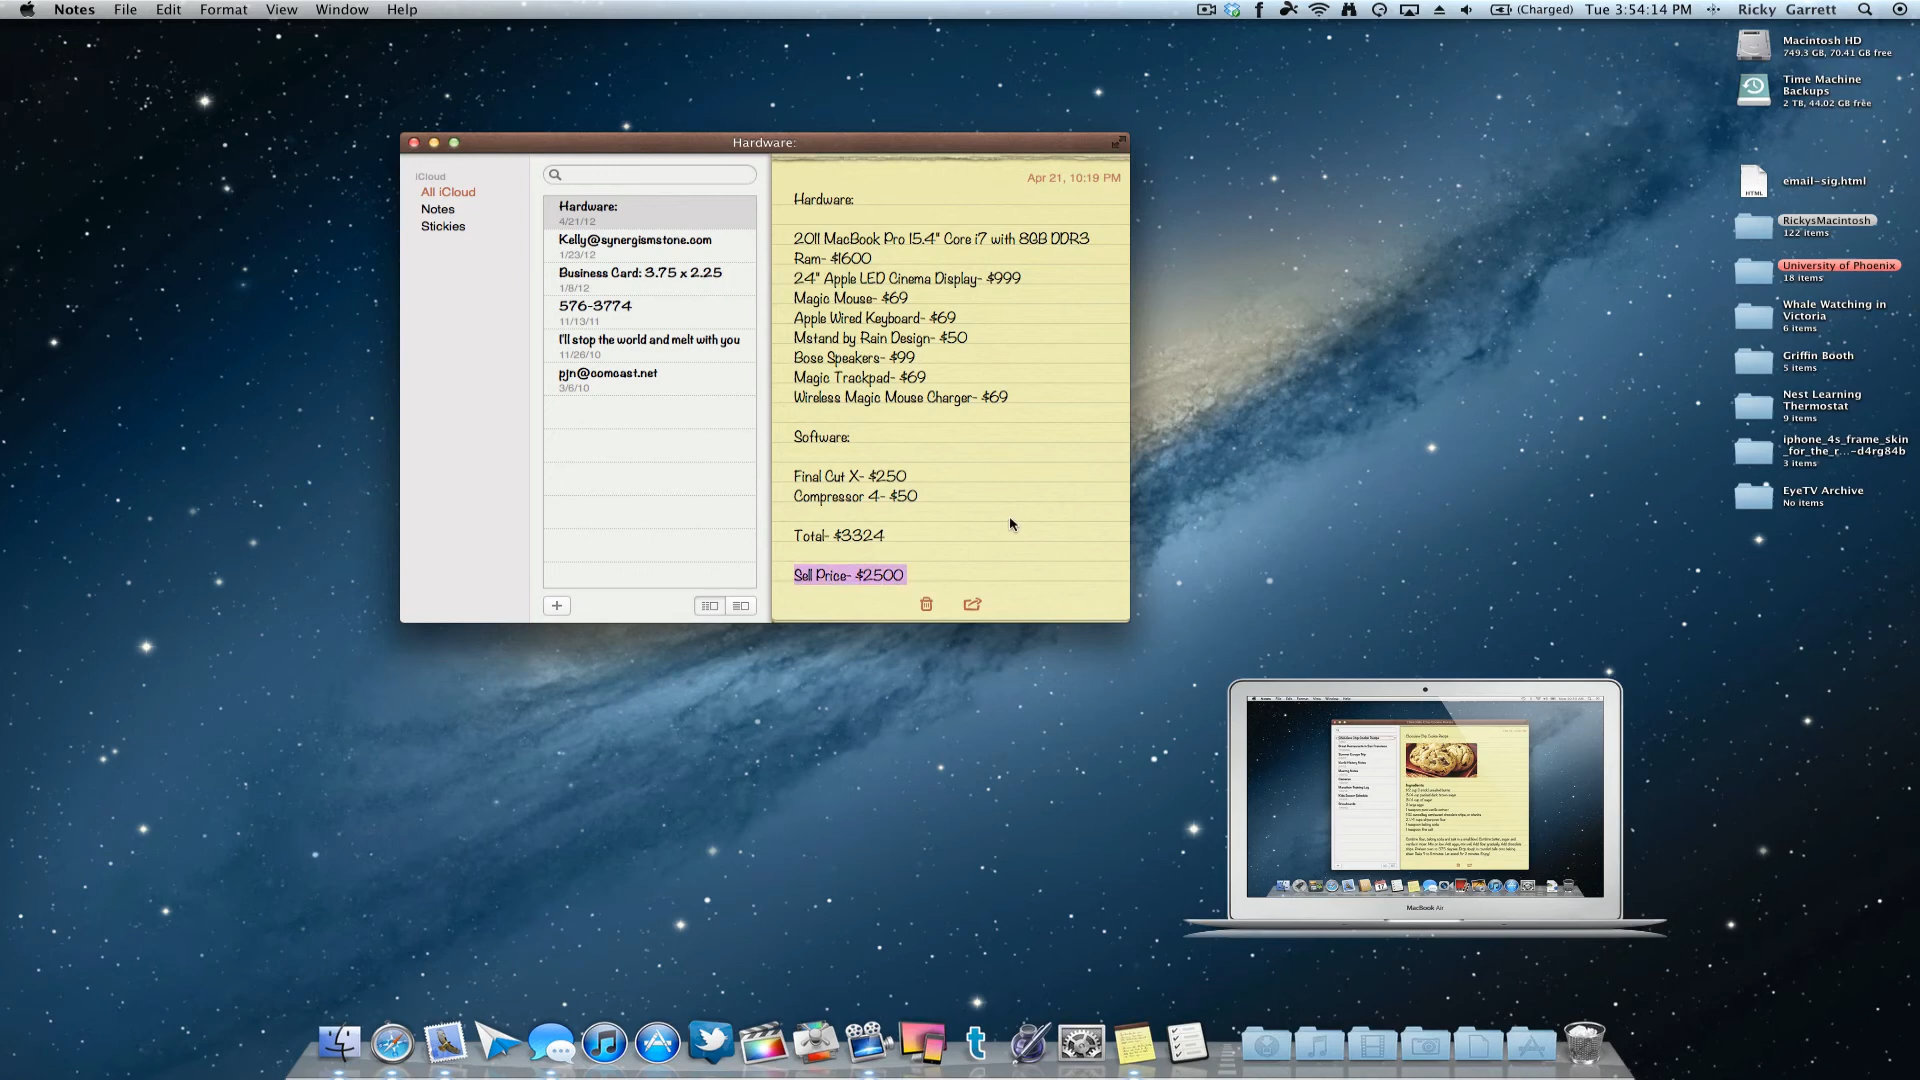 Notes File Edit Format View Window Help
(Charged) Tue 3:54:14 PM Ricky Garrett
Macintosh HD
749.3 GB, 70.41 GB free
Time Machine
Backups
2 TB, 44.02 GB free
HTML
email-sig.html
RickysMacintosh
122 items
University of Phoenix
18 items
Whale Watching in
Victoria
6 items
Griffin Booth
5 items
Nest Learning
Thermostat
9 items
iphone_4s_frame_skin
_for_the_r...-d4rg84b
3 items
EyeTV Archive
No items
Hardware:
iCloud
All iCloud
Notes
Stickies
Hardware:
4/21/12
Kelly@synergismstone.com
1/23/12
Business Card: 3.75 x 2.25
1/8/12
576-3774
11/13/11
I'll stop the world and melt with you
11/26/10
pjn@comcast.net
3/6/10
Apr 21, 10:19 PM
Hardware:
2011 MacBook Pro 15.4" Core i7 with 8GB DDR3
Ram- $1600
24" Apple LED Cinema Display- $999
Magic Mouse- $69
Apple Wired Keyboard- $69
Mstand by Rain Design- $50
Bose Speakers- $99
Magic Trackpad- $69
Wireless Magic Mouse Charger- $69
Software:
Final Cut X- $250
Compressor 4- $50
Total- $3324
Sell Price- $2500
Chocolate Chip Cookie Recipe
Ingredients
MacBook Air